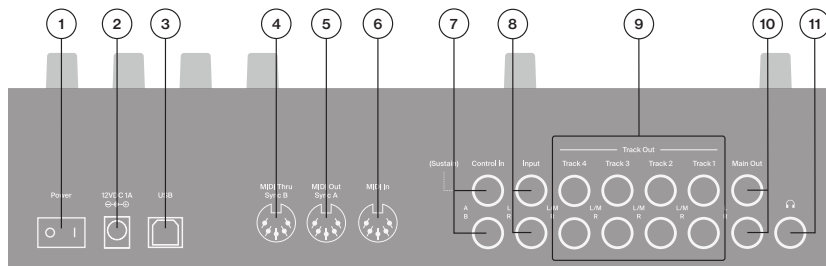 1 2 3 4 5 6 7 8 9 10 11
Track Out
(Sustain) Control In Input Track 4 Track 3 Track 2 Track 1 Main Out
Power 12VDC 1A USB MIDI Thru MIDI Out MIDI In
Sync B Sync A
A L L/M L/M L/M L/M L
B R R R R R R
O I